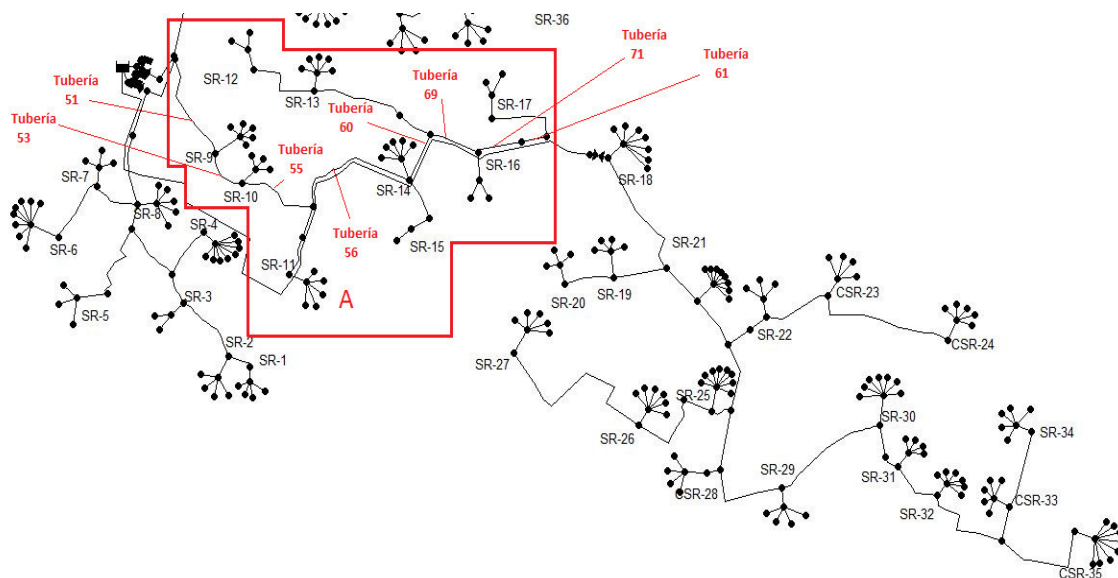 SR-36
Tubería
71
Tubería
61
Tubería
69
SR-12
Tubería
51
SR-13
SR-17
Tubería
60
Tubería
53
SR-9
Tubería
55
SR-16
SR-18
SR-7
SR-10
SR-14
SR-8
SR-4
SR-15
SR-6
Tubería
56
SR-21
SR-11
A
SR-20
SR-19
CSR-23
SR-3
SR-5
SR-22
SR-2
SR-1
SR-27
CSR-24
SR-25
SR-26
SR-30
SR-34
SR-29
CSR-28
SR-31
CSR-33
SR-32
CSR-35